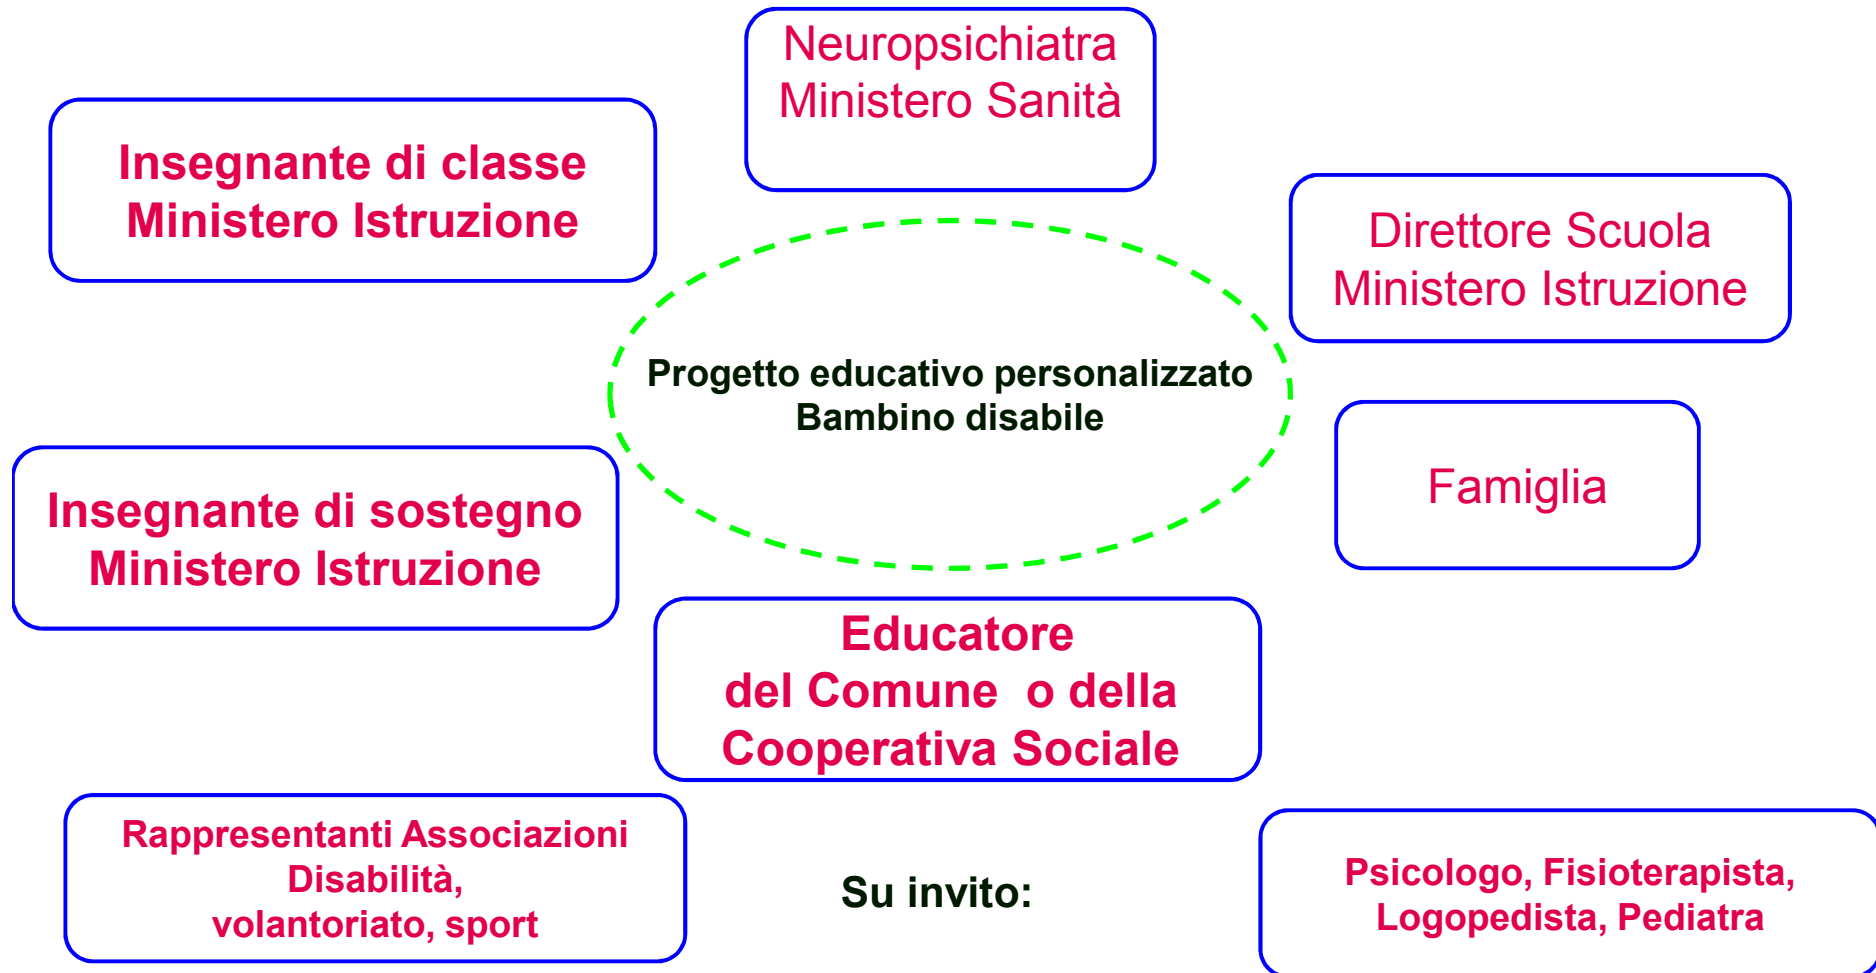 Neuropsichiatra
Ministero Sanità
Insegnante di classe
Ministero Istruzione
Direttore Scuola
Ministero Istruzione
Progetto educativo personalizzato
Bambino disabile
Famiglia
Insegnante di sostegno
Ministero Istruzione
Educatore
del Comune  o della
Cooperativa Sociale
Rappresentanti Associazioni
Disabilità,
volantoriato, sport
Su invito:
Psicologo, Fisioterapista,
Logopedista, Pediatra